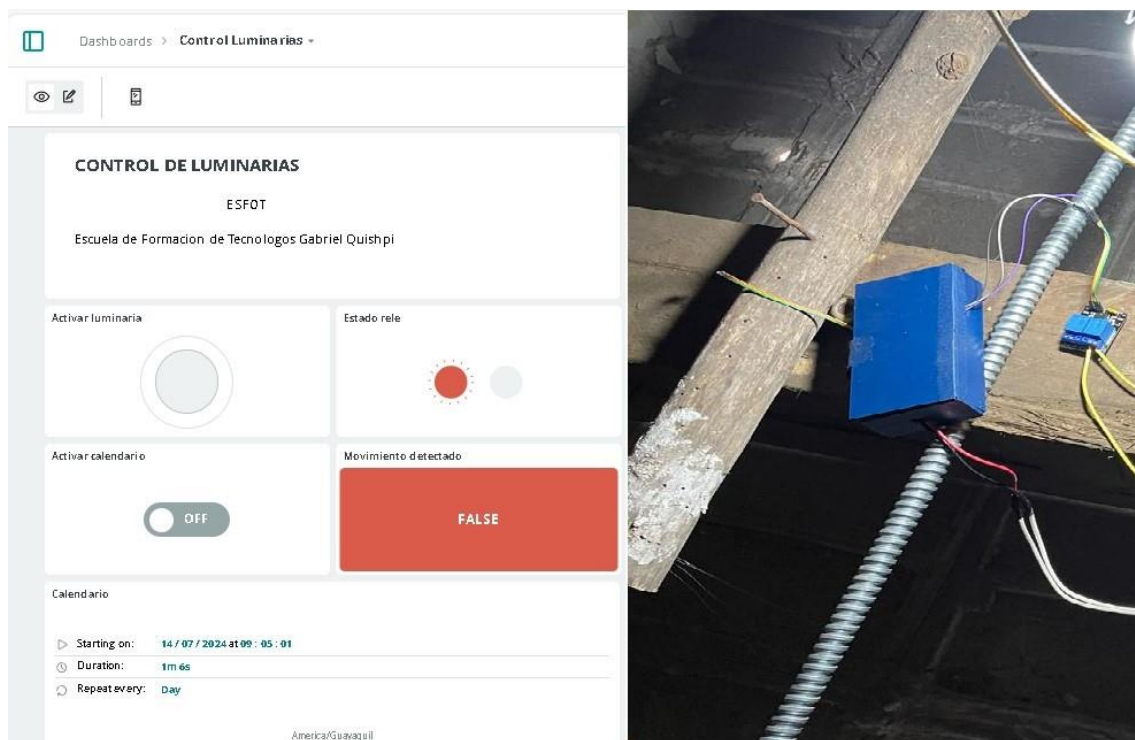 Dashboards > Control Luminarias
CONTROL DE LUMINARIAS
ESFOT
Escuela de Formacion de Tecnologos Gabriel Quishpi
Activar luminaria
Estado rele
Activar calendario
Movimiento detectado
OFF
FALSE
Calendario
Starting on: 14/07/2024 at 09:05:01
Duration: 1m 6s
Repeat every: Day
America/Guayaquil